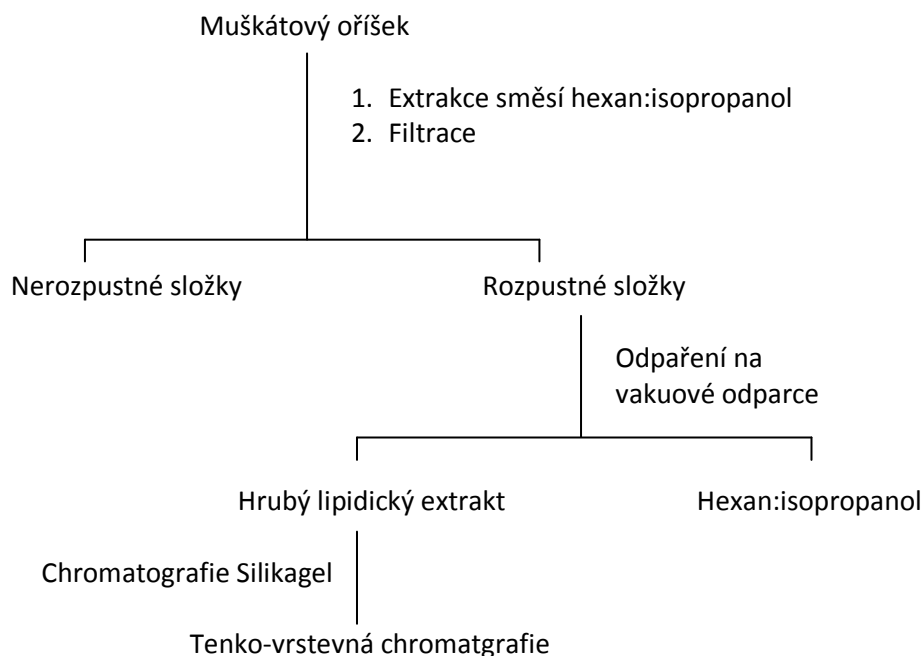 Muškátový oříšek
1. Extrakce směsí hexan:isopropanol
2. Filtrace
Nerozpustné složky
Rozpustné složky
Odpaření na
vakuové odparce
Hrubý lipidický extrakt
Hexan:isopropanol
Chromatografie Silikagel
Tenko-vrstevná chromatgrafie